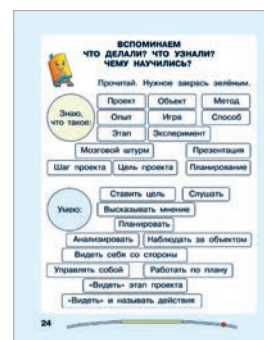 ВСПОМИНАЕМ
ЧТО ДЕЛАЛИ? ЧТО УЗНАЛИ?
ЧЕМУ НАУЧИЛИСЬ?
Прочитай. Нужное закрась зелёным.
Знаю,
что такое:
Проект Объект Метод
Опыт Игра Способ
Этап Эксперимент
Мозговой штурм Презентация
Шаг проекта Цель проекта Планирование
Умею:
Ставить цель Слушать
Высказывать мнение
Планировать
Анализировать Наблюдать за объектом
Видеть себя со стороны
Управлять собой Работать по плану
«Видеть» этап проекта
«Видеть» и называть действия
24